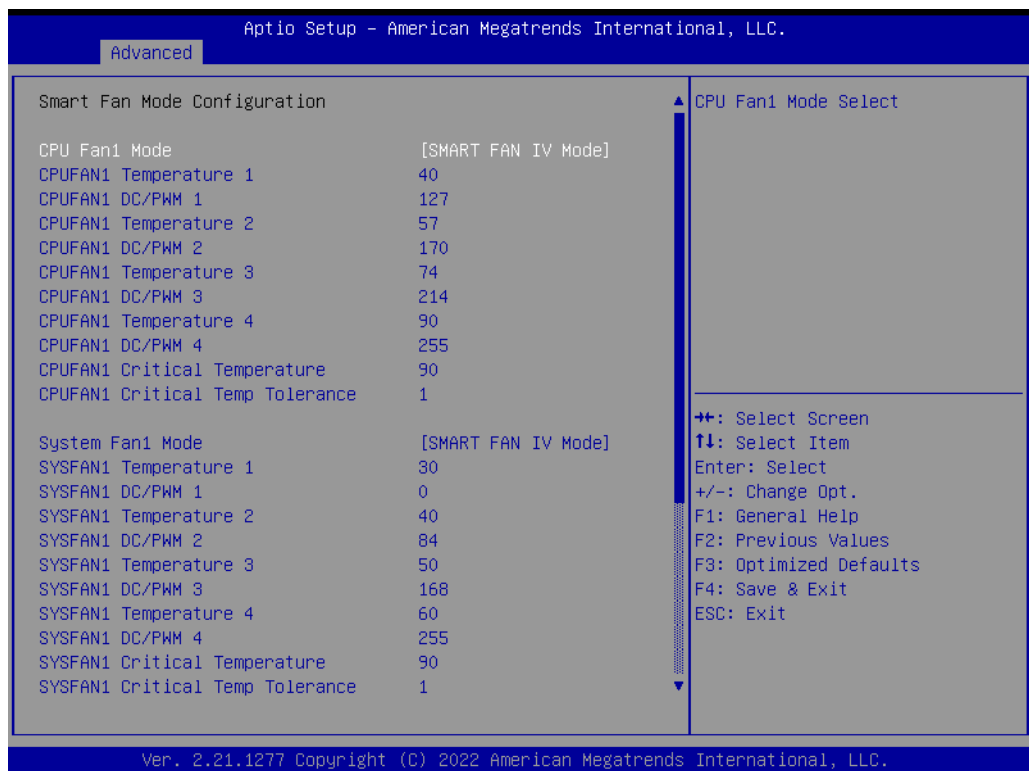 Aptio Setup – American Megatrends International, LLC.
Advanced
Smart Fan Mode Configuration
CPU Fan1 Mode [SMART FAN IV Mode]
CPUFAN1 Temperature 1 40
CPUFAN1 DC/PWM 1 127
CPUFAN1 Temperature 2 57
CPUFAN1 DC/PWM 2 170
CPUFAN1 Temperature 3 74
CPUFAN1 DC/PWM 3 214
CPUFAN1 Temperature 4 90
CPUFAN1 DC/PWM 4 255
CPUFAN1 Critical Temperature 90
CPUFAN1 Critical Temp Tolerance 1
System Fan1 Mode [SMART FAN IV Mode]
SYSFAN1 Temperature 1 30
SYSFAN1 DC/PWM 1 0
SYSFAN1 Temperature 2 40
SYSFAN1 DC/PWM 2 84
SYSFAN1 Temperature 3 50
SYSFAN1 DC/PWM 3 168
SYSFAN1 Temperature 4 60
SYSFAN1 DC/PWM 4 255
SYSFAN1 Critical Temperature 90
SYSFAN1 Critical Temp Tolerance 1
CPU Fan1 Mode Select
→←: Select Screen
↑↓: Select Item
Enter: Select
+/-: Change Opt.
F1: General Help
F2: Previous Values
F3: Optimized Defaults
F4: Save & Exit
ESC: Exit
Ver. 2.21.1277 Copyright (C) 2022 American Megatrends International, LLC.